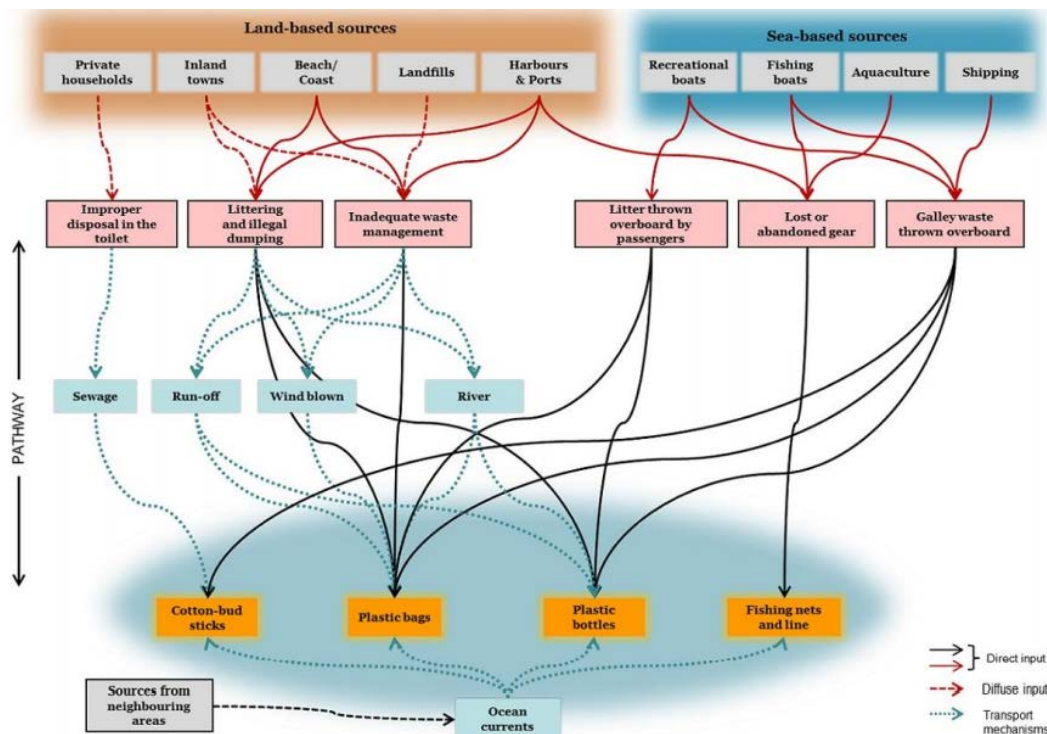 Land-based sources
Sea-based sources
Private
households
Inland
towns
Beach/
Coast
Landfills
Harbours
& Ports
Recreational
boats
Fishing
boats
Aquaculture
Shipping
Improper
disposal in the
toilet
Littering
and illegal
dumping
Inadequate waste
management
Litter thrown
overboard by
passengers
Lost or
abandoned gear
Galley waste
thrown overboard
PATHWAY
Sewage
Run-off
Wind blown
River
Cotton-bud
sticks
Plastic bags
Plastic
bottles
Fishing nets
and line
Sources from
neighbouring
areas
Ocean
currents
Direct input
Diffuse input
Transport
mechanisms